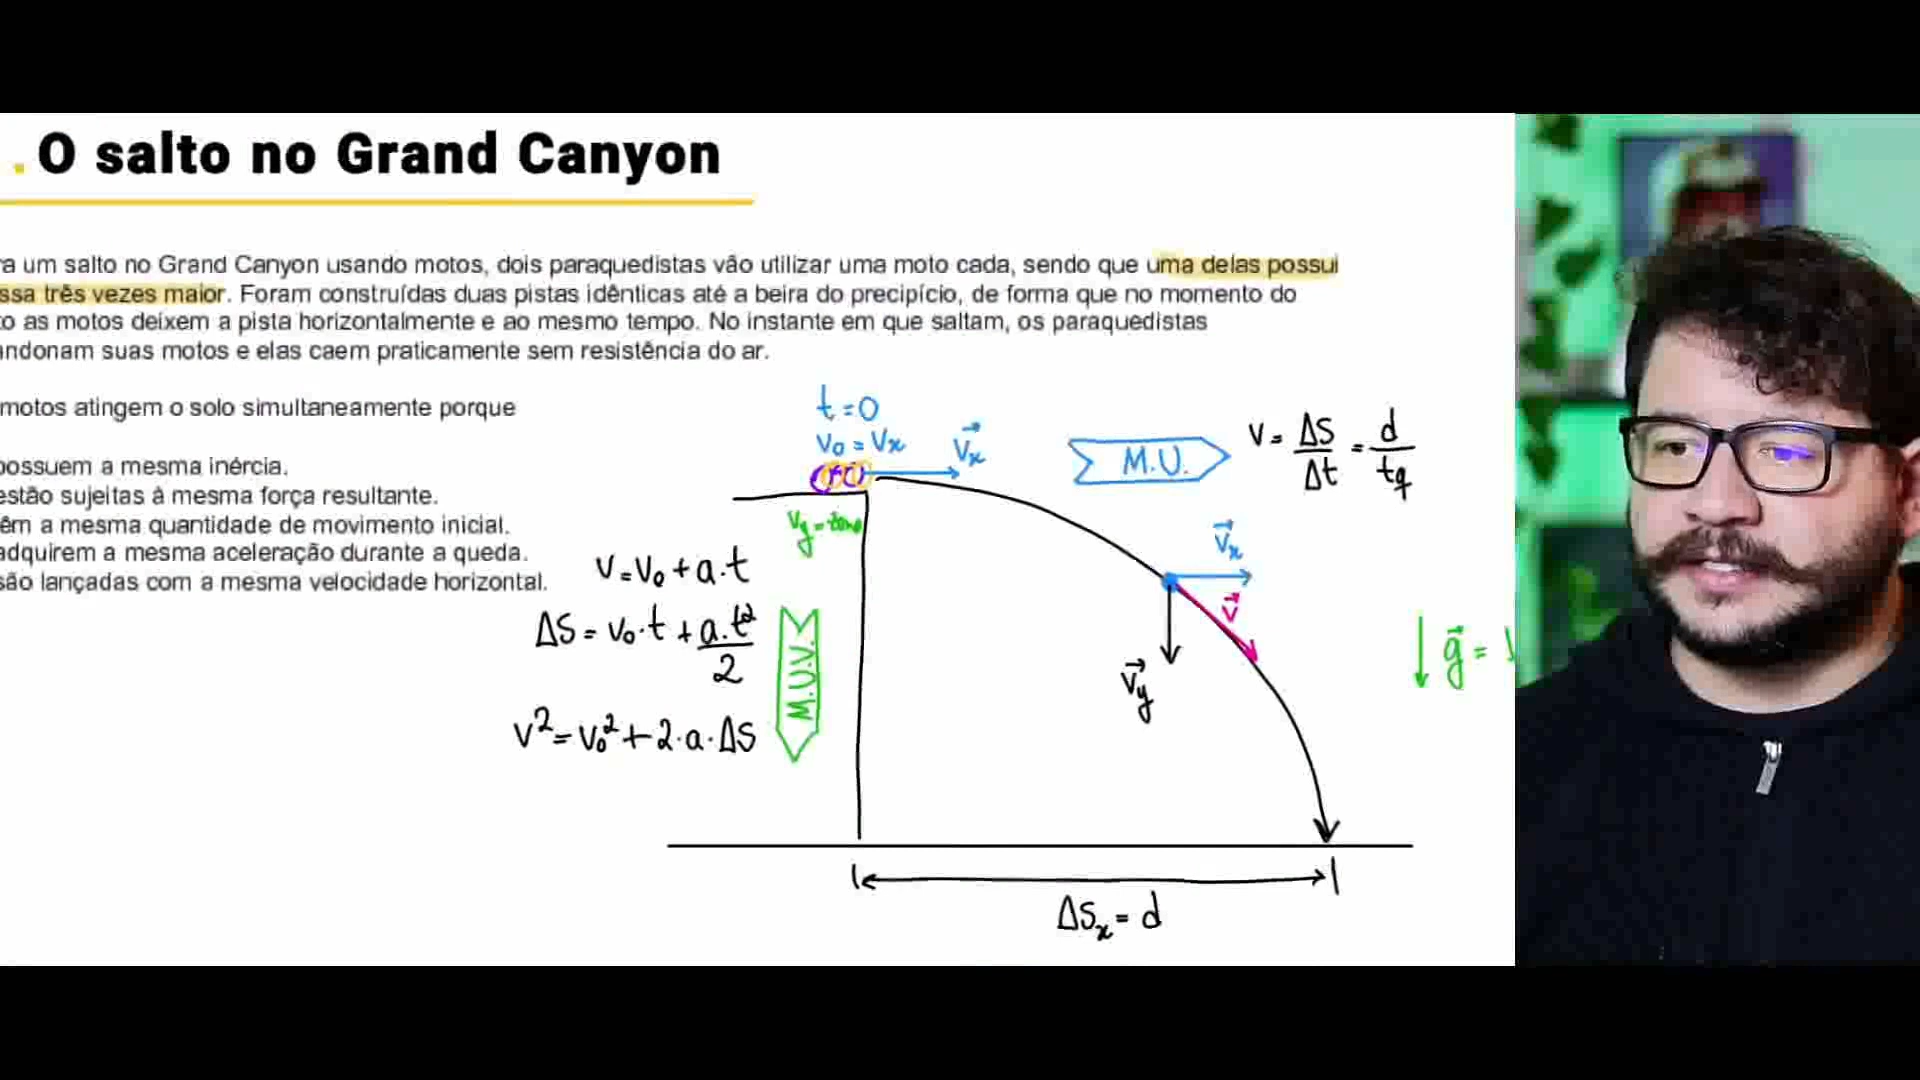 . O salto no Grand Canyon
ra um salto no Grand Canyon usando motos, dois paraquedistas vão utilizar uma moto cada, sendo que uma delas possui
ssa três vezes maior. Foram construídas duas pistas idênticas até a beira do precipício, de forma que no momento do
to as motos deixem a pista horizontalmente e ao mesmo tempo. No instante em que saltam, os paraquedistas
andonam suas motos e elas caem praticamente sem resistência do ar.
motos atingem o solo simultaneamente porque
possuem a mesma inércia.
estão sujeitas à mesma força resultante.
têm a mesma quantidade de movimento inicial.
adquirem a mesma aceleração durante a queda.
são lançadas com a mesma velocidade horizontal.
t=0
v₀ = vₓ
v⃗ₓ
M.U.
v = ΔS/Δt = d/tq
v⃗ₓ
v⃗
v⃗y
g⃗ =
v = v₀ + a.t
ΔS = v₀.t + a.t²/2
v² = v₀² + 2.a.ΔS
M.U.V.
ΔSₓ = d